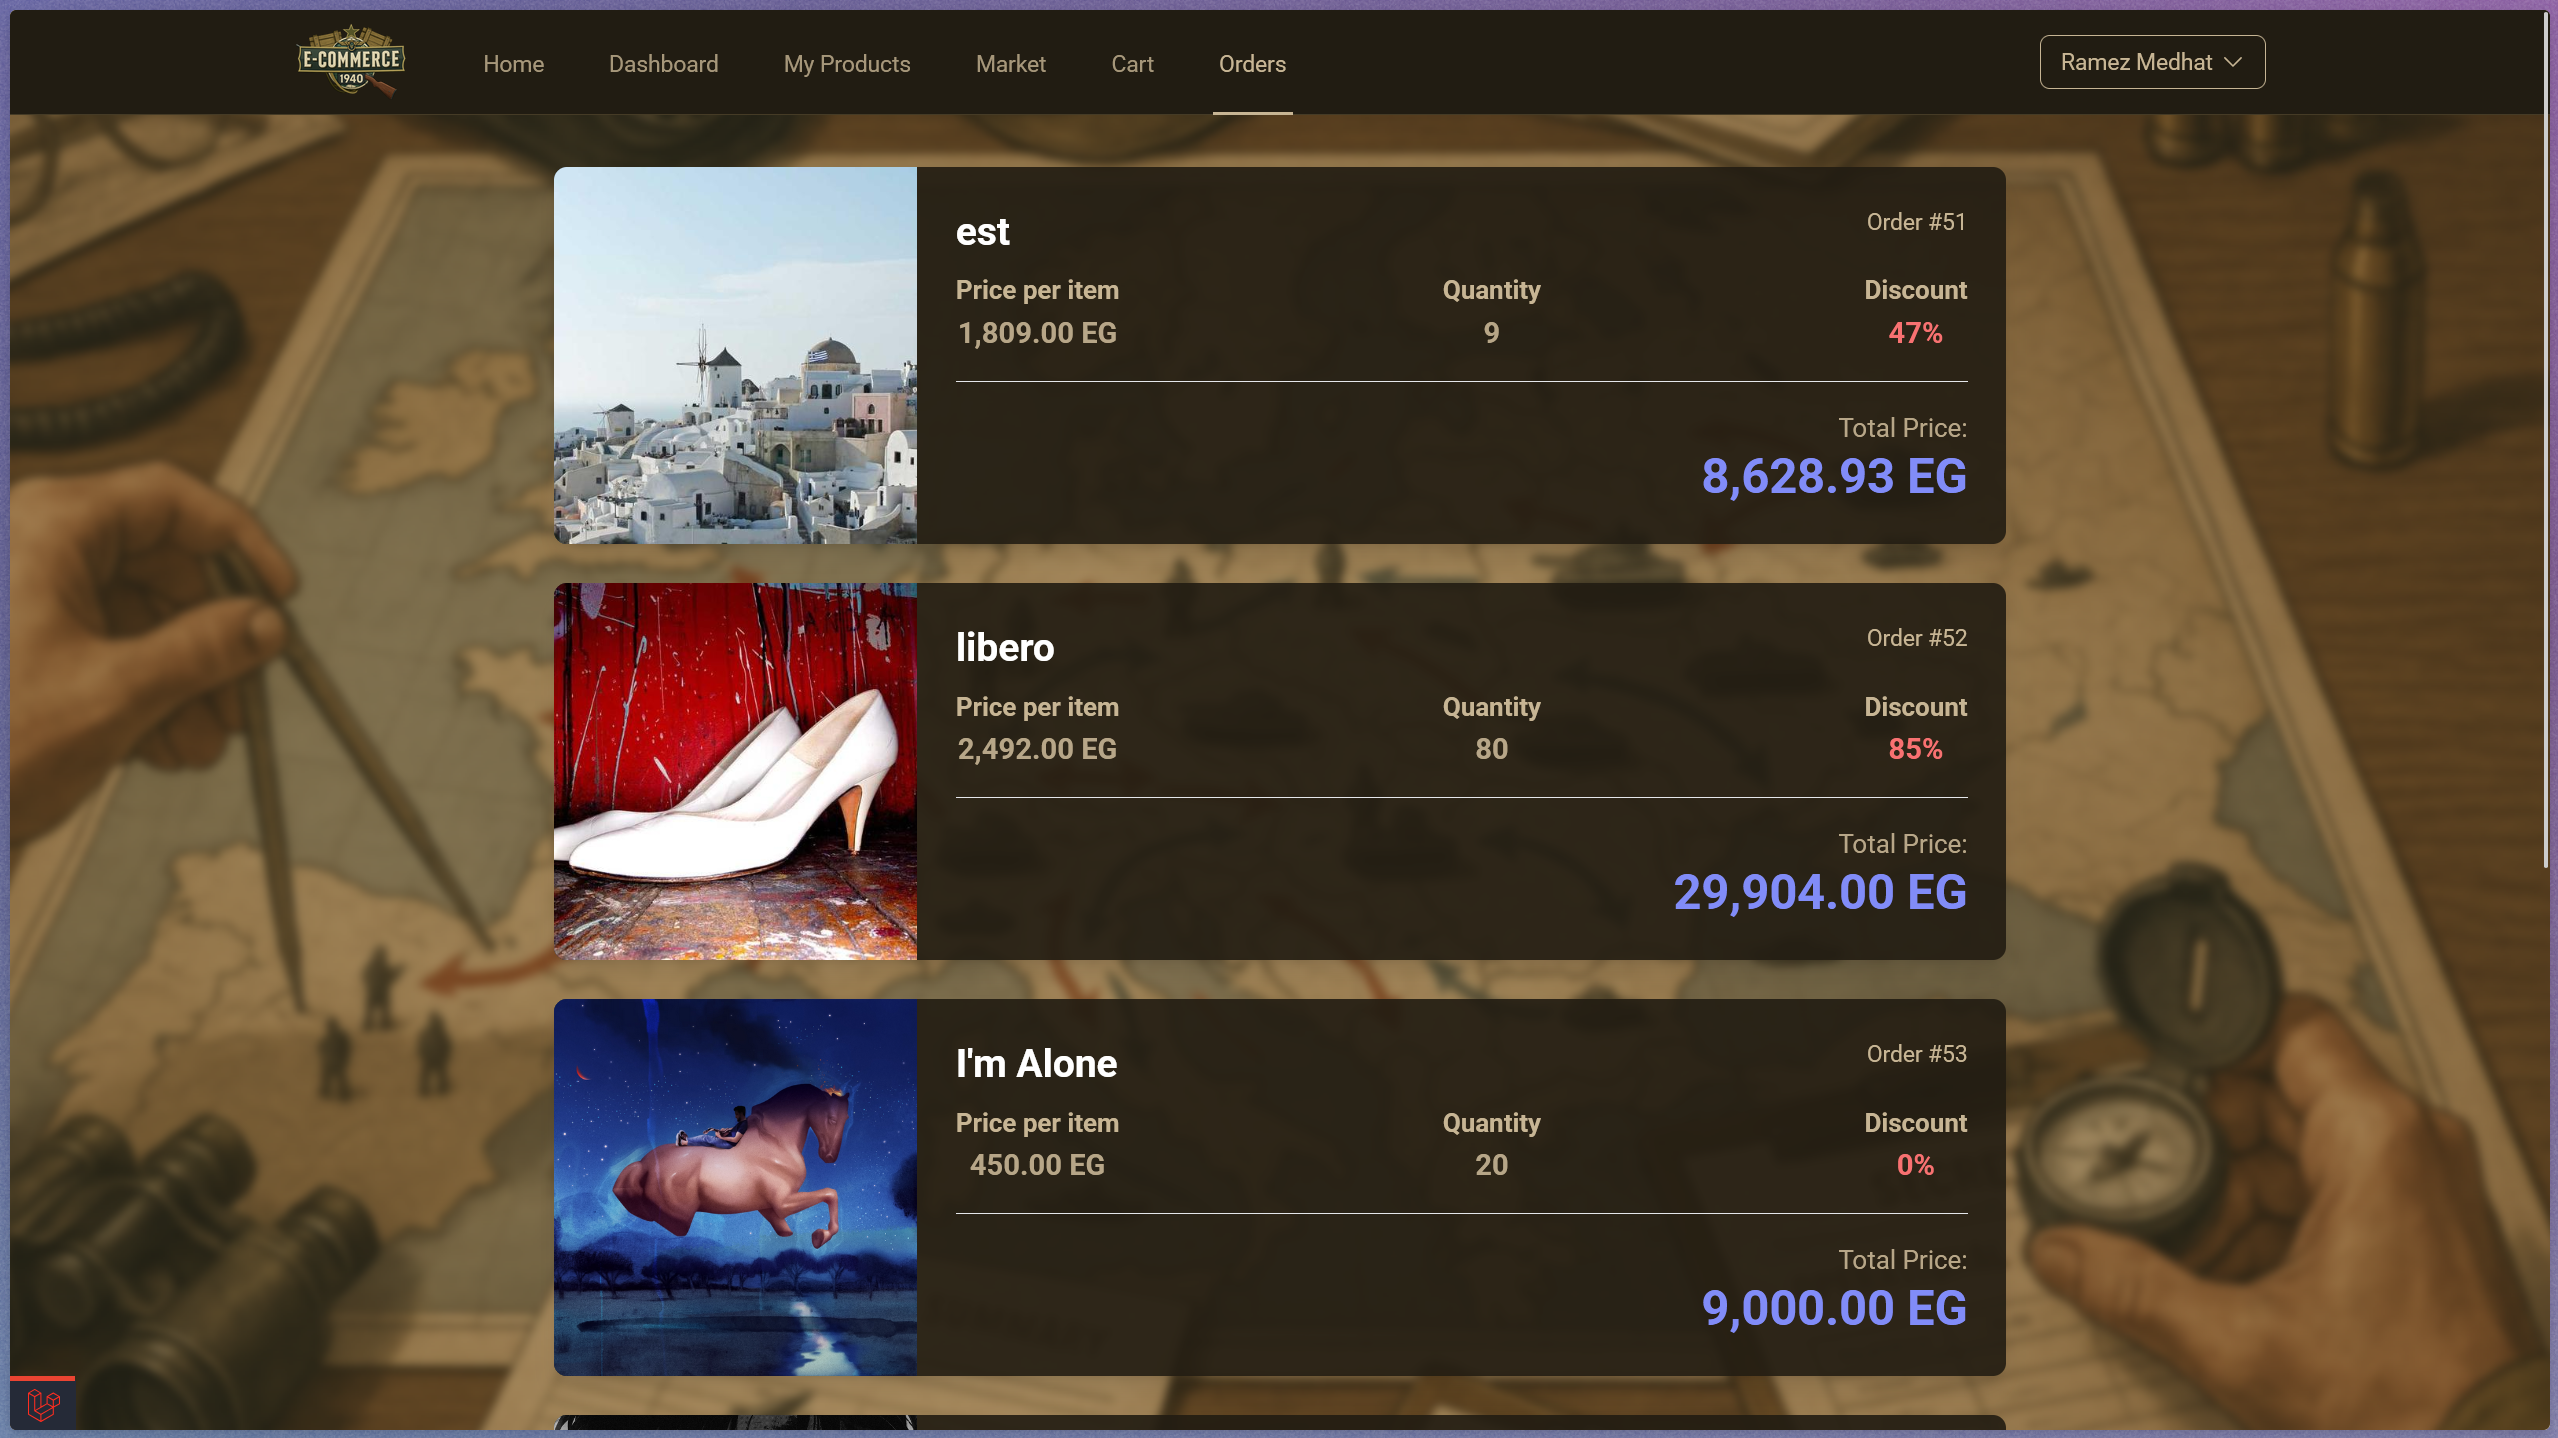 E-COMMERCE
1940
Home
Dashboard
My Products
Market
Cart
Orders
Ramez Medhat
est
Order #51
Price per item
Quantity
Discount
1,809.00 EG
9
47%
Total Price:
8,628.93 EG
libero
Order #52
Price per item
Quantity
Discount
2,492.00 EG
80
85%
Total Price:
29,904.00 EG
I'm Alone
Order #53
Price per item
Quantity
Discount
450.00 EG
20
0%
Total Price:
9,000.00 EG